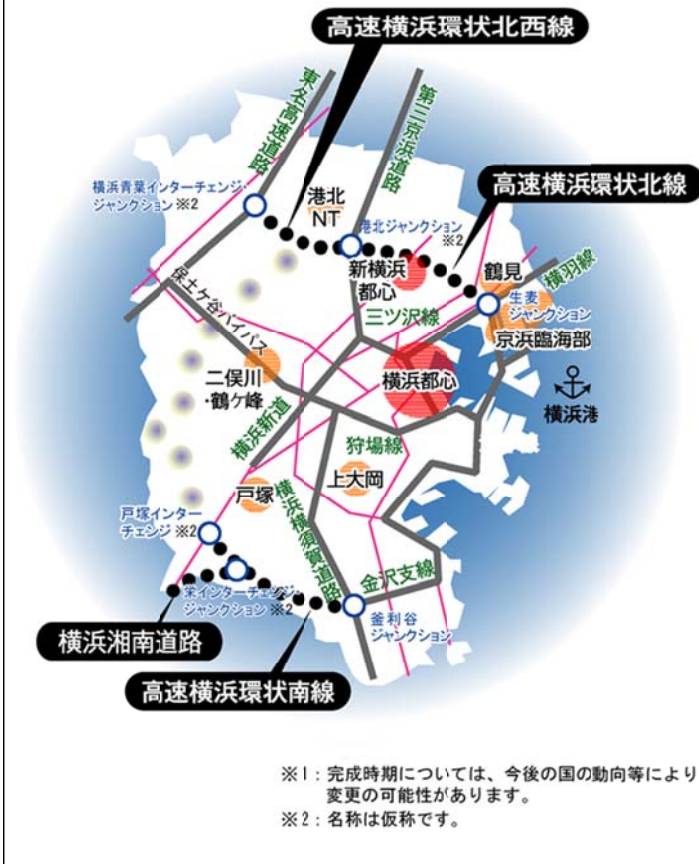 高速横浜環状北西線
東名高速道路
第三京浜道路
横浜青葉インターチェンジ・
ジャンクション ※2
港北
NT
港北ジャンクション
※2
高速横浜環状北線
新横浜
都心
鶴見
横羽線
生麦
ジャンクション
保土ケ谷バイパス
三ツ沢線
京浜臨海部
二俣川
・鶴ケ峰
横浜都心
横浜港
横浜新道
狩場線
戸塚
上大岡
横浜横須賀道路
戸塚インター
チェンジ ※2
栄インターチェンジ・
ジャンクション ※2
金沢支線
釜利谷
ジャンクション
横浜湘南道路
高速横浜環状南線
※1：完成時期については、今後の国の動向等により
変更の可能性があります。
※2：名称は仮称です。